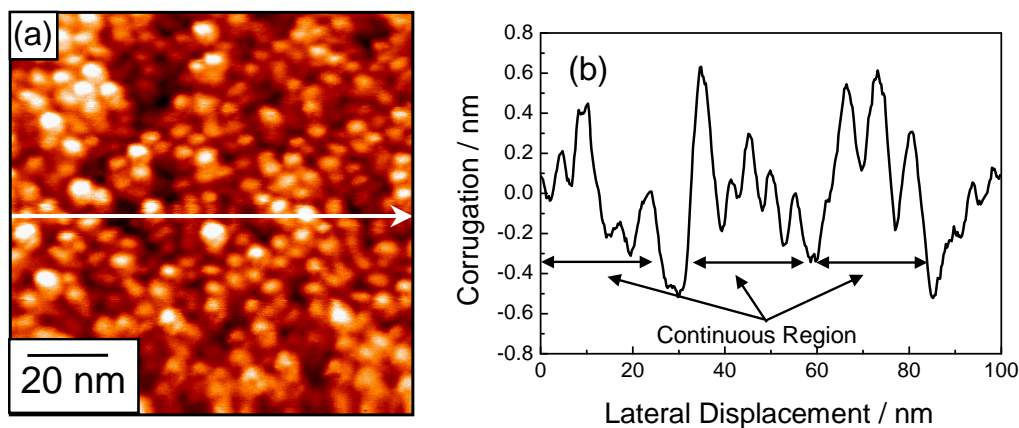 (a)
20 nm
(b)
Corrugation / nm
0.8
0.6
0.4
0.2
0.0
-0.2
-0.4
-0.6
-0.8
Continuous Region
0 20 40 60 80 100
Lateral Displacement / nm